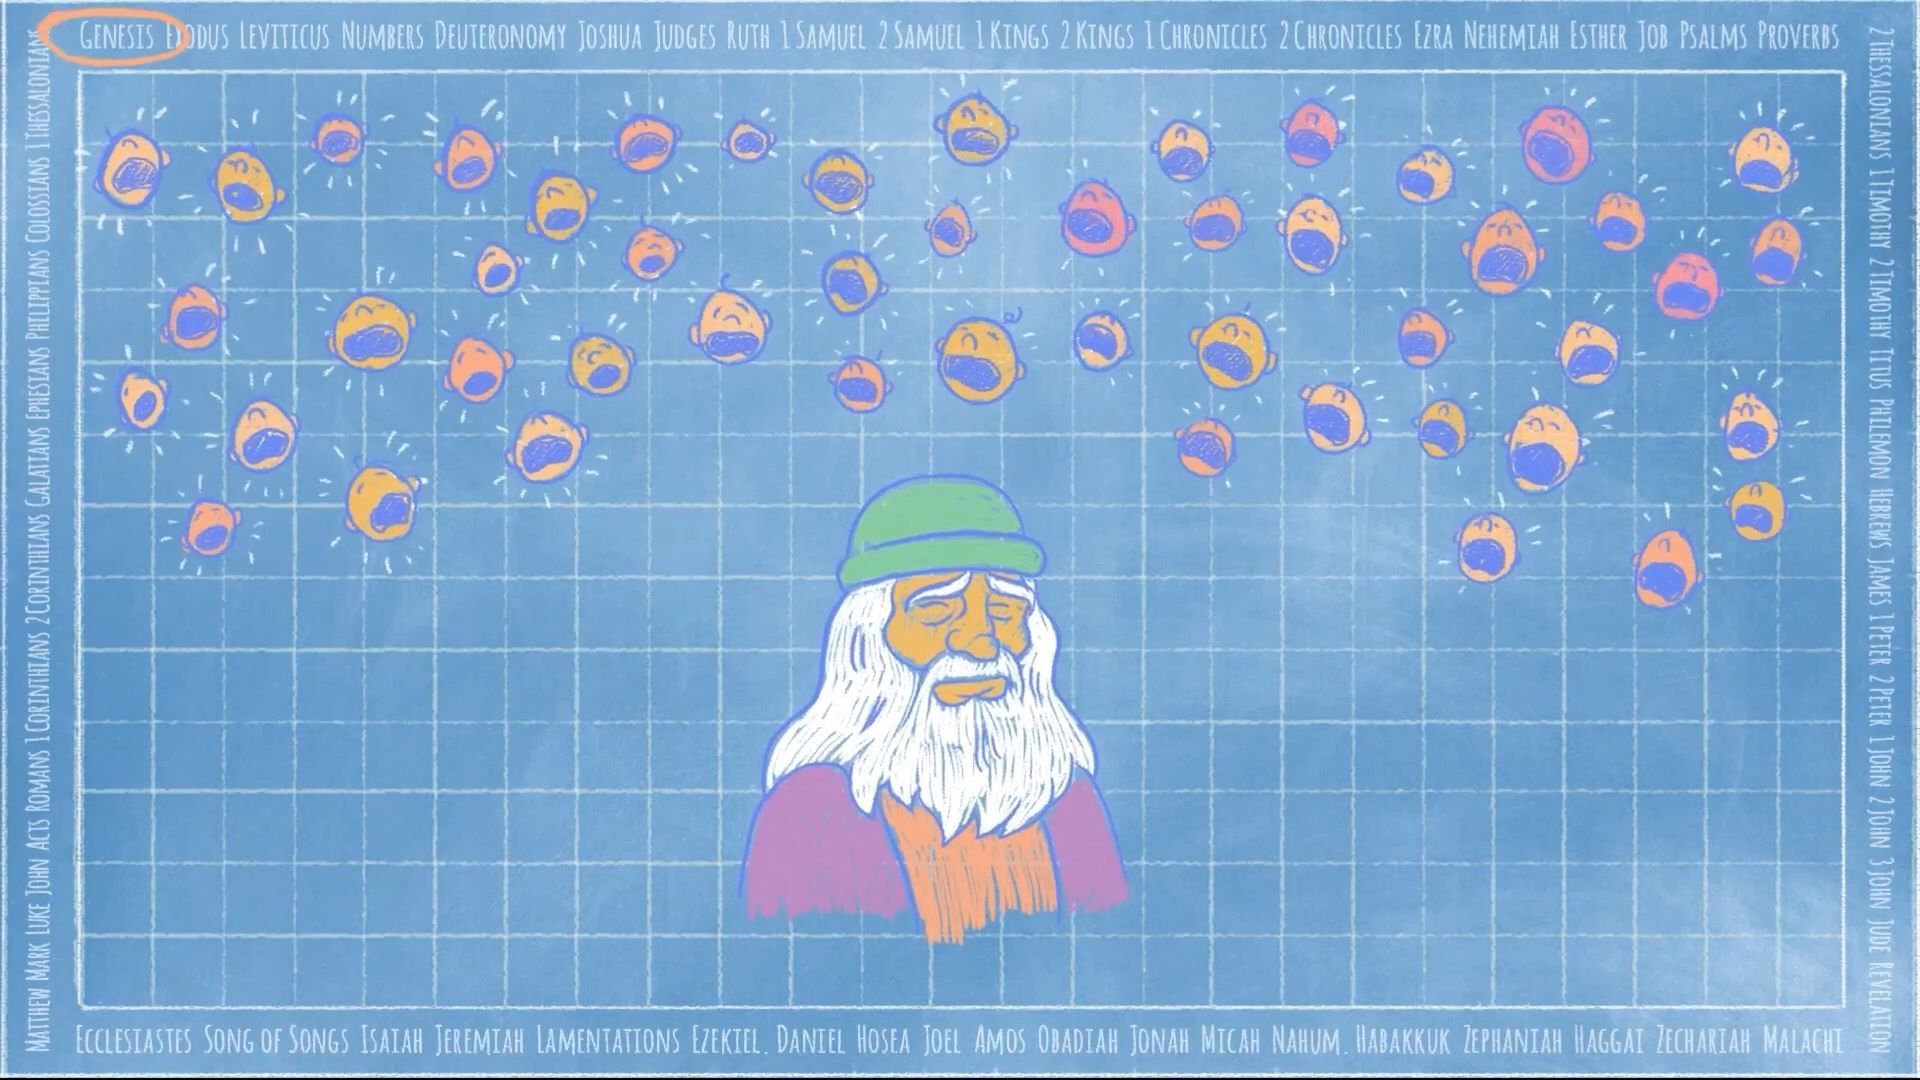 GENESIS EXODUS LEVITICUS NUMBERS DEUTERONOMY JOSHUA JUDGES RUTH 1 SAMUEL 2 SAMUEL 1 KINGS 2 KINGS 1 CHRONICLES 2 CHRONICLES EZRA NEHEMIAH ESTHER JOB PSALMS PROVERBS
ECCLESIASTES SONG OF SONGS ISAIAH JEREMIAH LAMENTATIONS EZEKIEL. DANIEL HOSEA JOEL AMOS OBADIAH JONAH MICAH NAHUM. HABAKKUK ZEPHANIAH HAGGAI ZECHARIAH MALACHI
MATTHEW MARK LUKE JOHN ACTS ROMANS 1 CORINTHIANS 2 CORINTHIANS GALATIANS EPHESIANS PHILIPPIANS COLOSSIANS 1 THESSALONIANS
2 THESSALONIANS 1 TIMOTHY 2 TIMOTHY TITUS PHILEMON HEBREWS JAMES 1 PETER 2 PETER 1 JOHN 2 JOHN 3 JOHN JUDE REVELATION